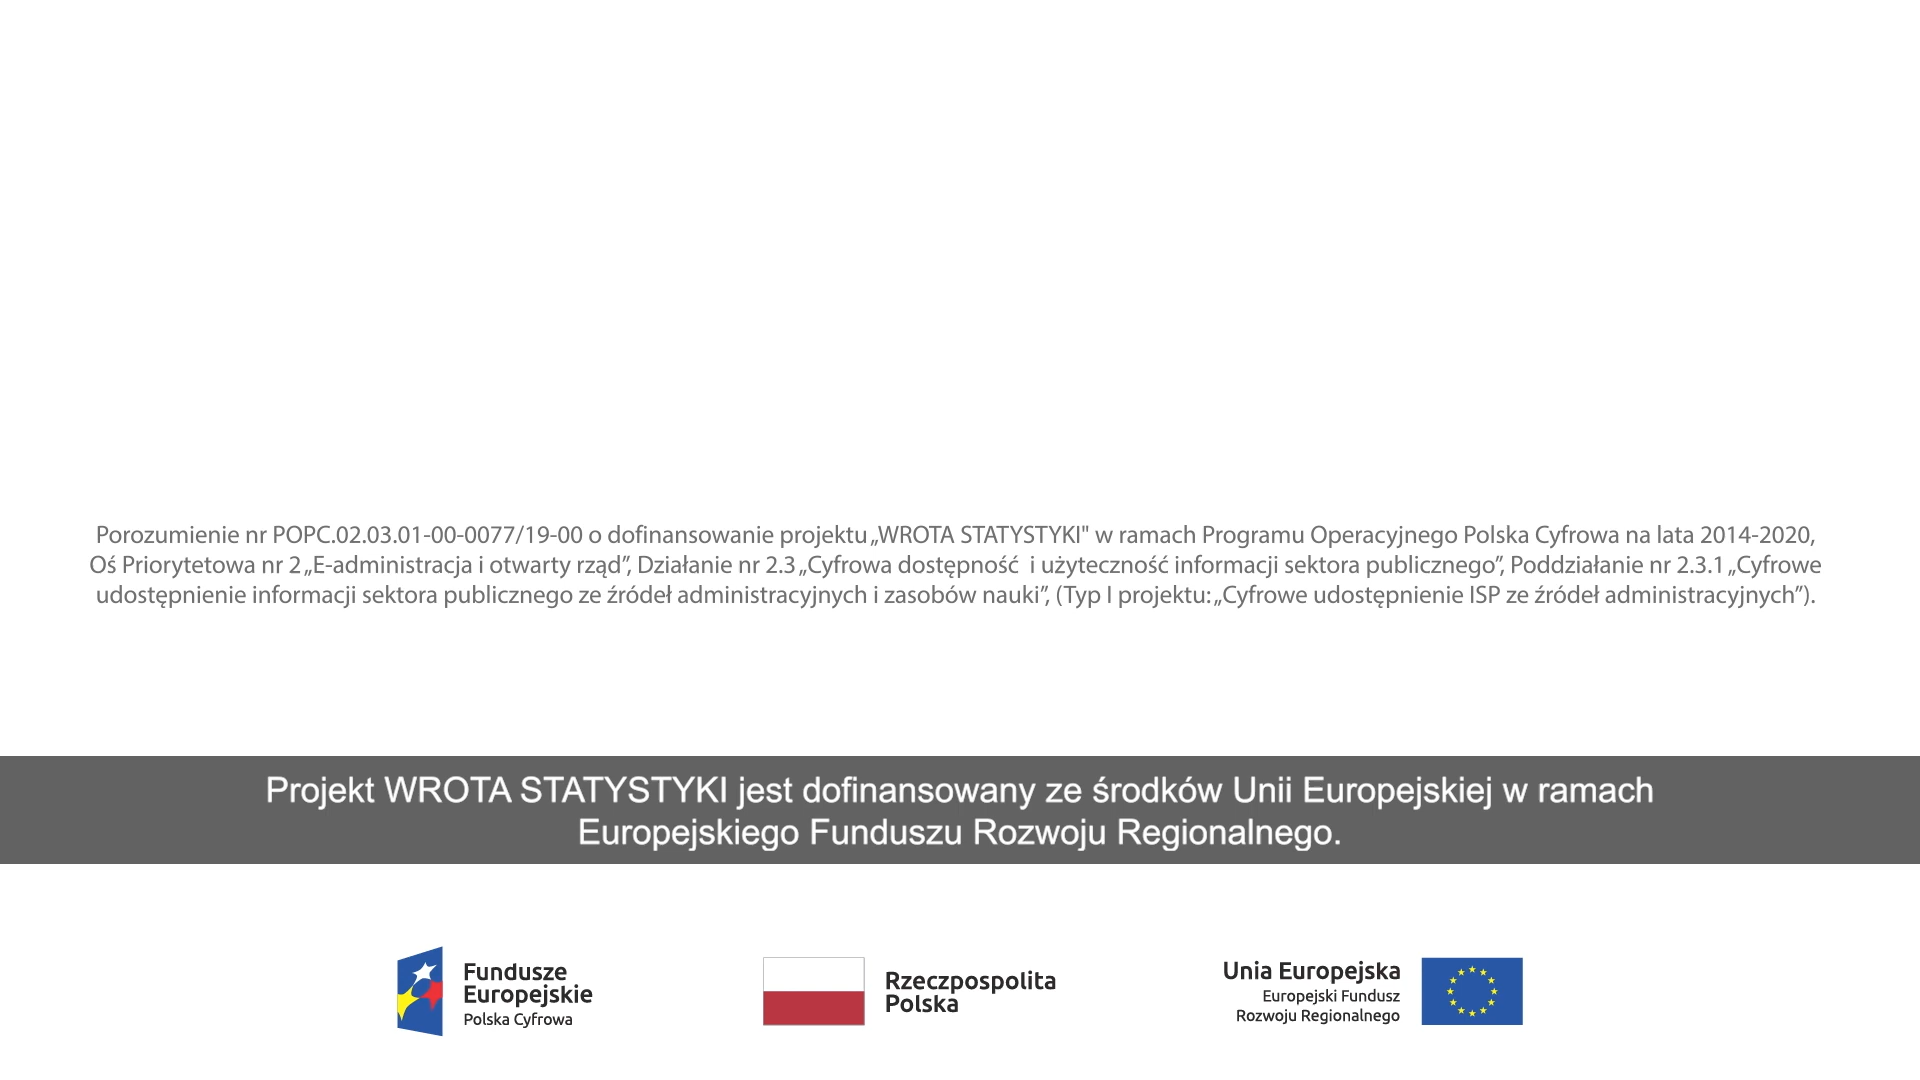 Porozumienie nr POPC.02.03.01-00-0077/19-00 o dofinansowanie projektu „WROTA STATYSTYKI" w ramach Programu Operacyjnego Polska Cyfrowa na lata 2014-2020,
Oś Priorytetowa nr 2 „E-administracja i otwarty rząd”, Działanie nr 2.3 „Cyfrowa dostępność i użyteczność informacji sektora publicznego”, Poddziałanie nr 2.3.1 „Cyfrowe
udostępnienie informacji sektora publicznego ze źródeł administracyjnych i zasobów nauki”, (Typ I projektu: „Cyfrowe udostępnienie ISP ze źródeł administracyjnych”).
Projekt WROTA STATYSTYKI jest dofinansowany ze środków Unii Europejskiej w ramach
Europejskiego Funduszu Rozwoju Regionalnego.
Fundusze
Europejskie
Polska Cyfrowa
Rzeczpospolita
Polska
Unia Europejska
Europejski Fundusz
Rozwoju Regionalnego